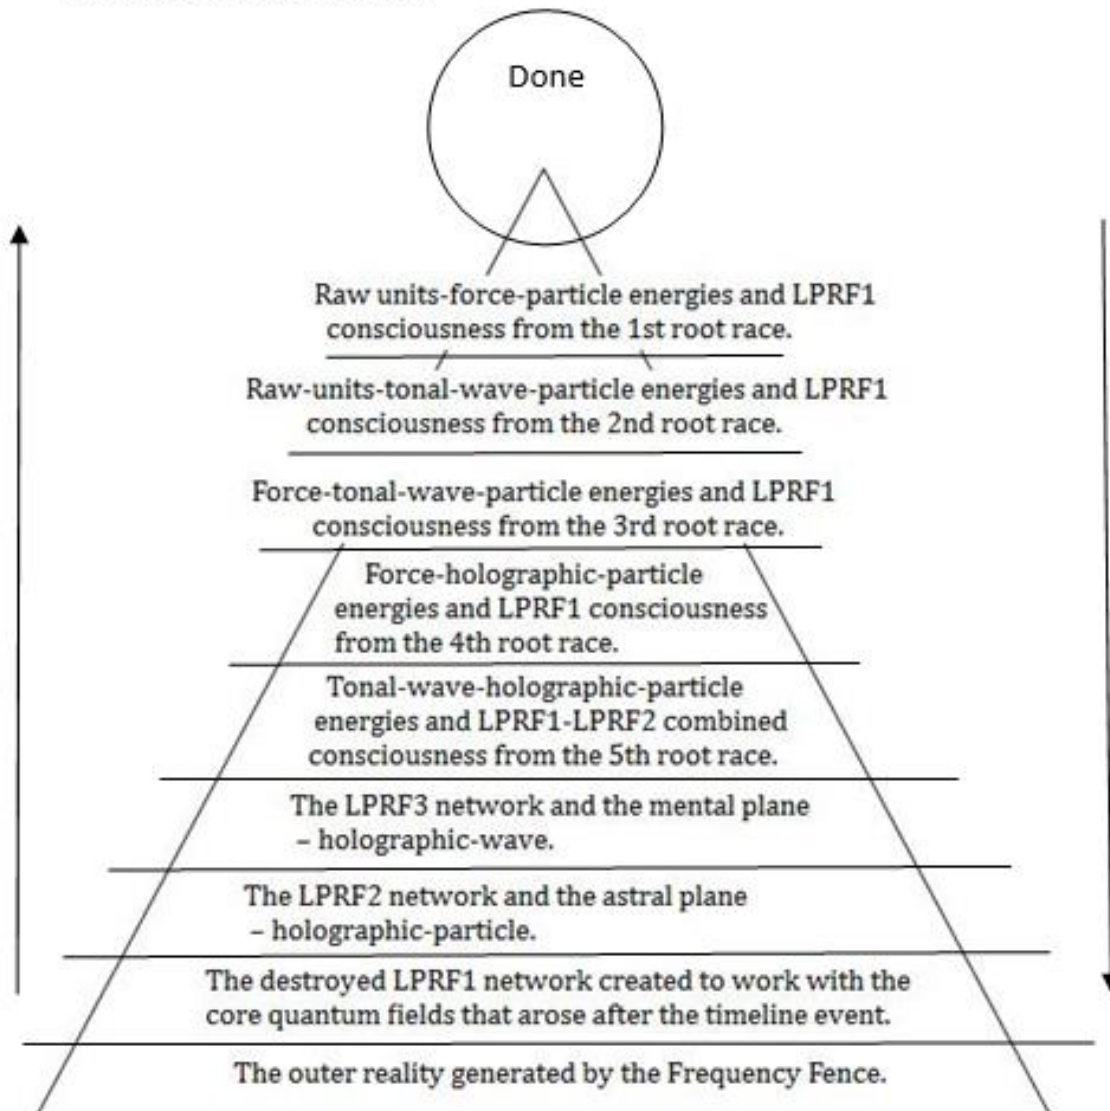 Done
Raw units-force-particle energies and LPRF1
consciousness from the 1st root race.
Raw-units-tonal-wave-particle energies and LPRF1
consciousness from the 2nd root race.
Force-tonal-wave-particle energies and LPRF1
consciousness from the 3rd root race.
Force-holographic-particle
energies and LPRF1 consciousness
from the 4th root race.
Tonal-wave-holographic-particle
energies and LPRF1-LPRF2 combined
consciousness from the 5th root race.
The LPRF3 network and the mental plane
– holographic-wave.
The LPRF2 network and the astral plane
– holographic-particle.
The destroyed LPRF1 network created to work with the
core quantum fields that arose after the timeline event.
The outer reality generated by the Frequency Fence.